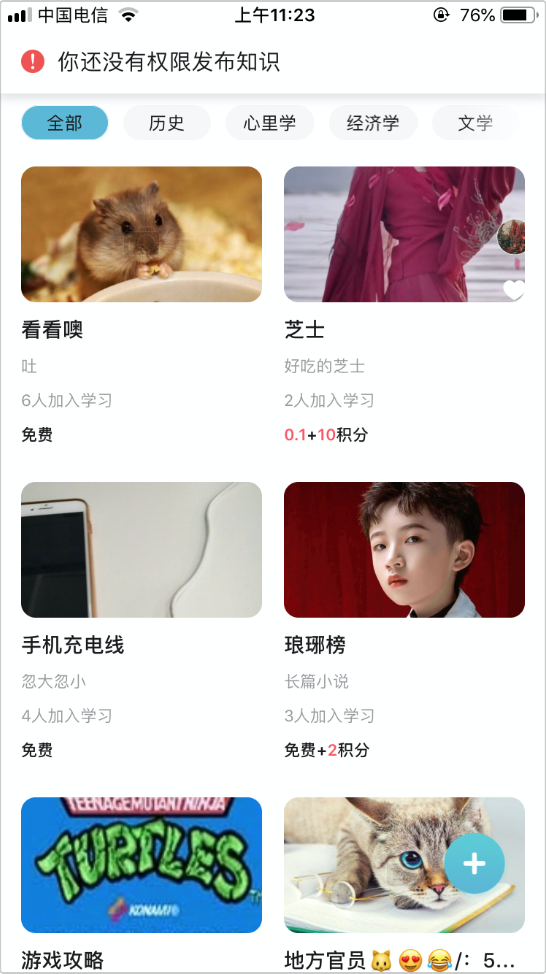 中国电信 上午11:23 76%
你还没有权限发布知识
全部 历史 心里学 经济学 文学
看看噢
吐
6人加入学习
免费
芝士
好吃的芝士
2人加入学习
0.1+10积分
手机充电线
忽大忽小
4人加入学习
免费
琅琊榜
长篇小说
3人加入学习
免费+2积分
TEENAGE MUTANT NINJA
TURTLES
KONAMI®
游戏攻略
地方官员🐱😍😂/：5...